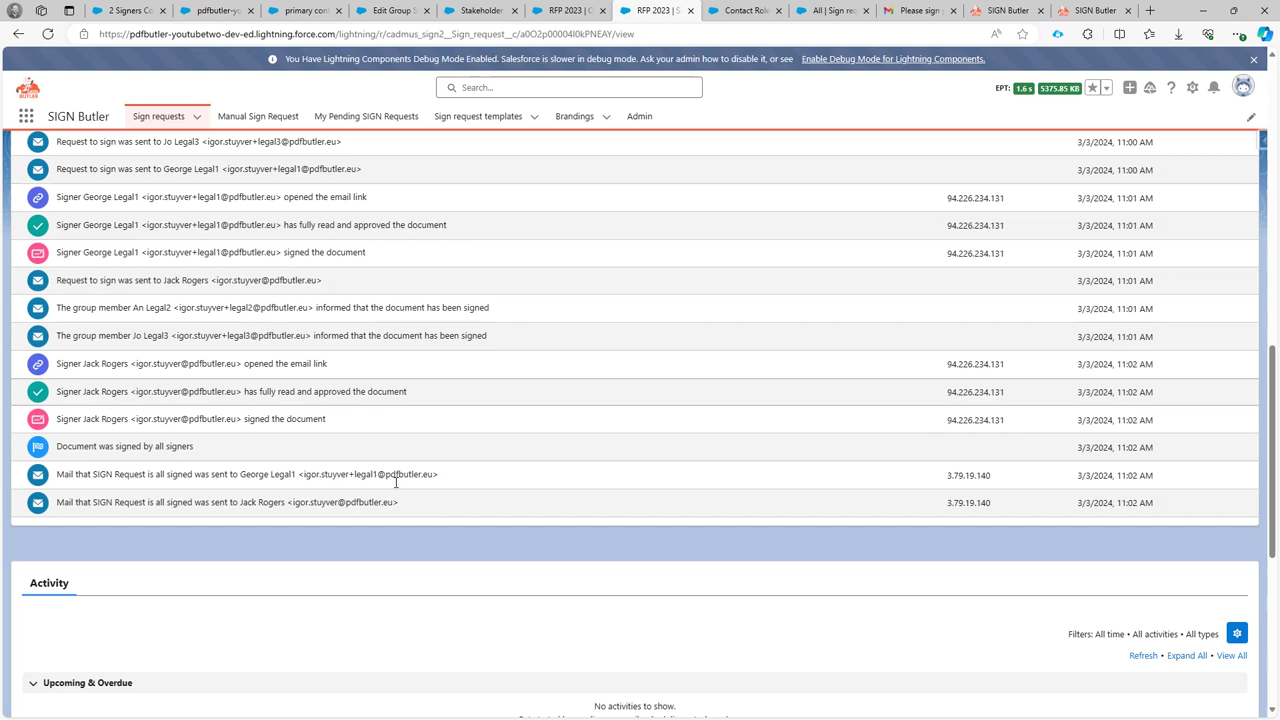 2 Signers Co
pdfbutler-yo
primary cont
Edit Group S
Stakeholder
RFP 2023 | O
RFP 2023 | S
Contact Role
All | Sign rec
Please sign y
SIGN Butler
SIGN Butler
https://pdfbutler-youtubetwo-dev-ed.lightning.force.com/lightning/r/cadmus_sign2__Sign_request__c/a0O2p00004I0kPNEAY/view
You Have Lightning Components Debug Mode Enabled. Salesforce is slower in debug mode. Ask your admin how to disable it, or see Enable Debug Mode for Lightning Components.
BUTLER
Search...
EPT: 1.6 s 5375.85 KB
SIGN Butler
Sign requests
Manual Sign Request
My Pending SIGN Requests
Sign request templates
Brandings
Admin
Request to sign was sent to Jo Legal3 <igor.stuyver+legal3@pdfbutler.eu> 3/3/2024, 11:00 AM
Request to sign was sent to George Legal1 <igor.stuyver+legal1@pdfbutler.eu> 3/3/2024, 11:00 AM
Signer George Legal1 <igor.stuyver+legal1@pdfbutler.eu> opened the email link 94.226.234.131 3/3/2024, 11:01 AM
Signer George Legal1 <igor.stuyver+legal1@pdfbutler.eu> has fully read and approved the document 94.226.234.131 3/3/2024, 11:01 AM
Signer George Legal1 <igor.stuyver+legal1@pdfbutler.eu> signed the document 94.226.234.131 3/3/2024, 11:01 AM
Request to sign was sent to Jack Rogers <igor.stuyver@pdfbutler.eu> 3/3/2024, 11:01 AM
The group member An Legal2 <igor.stuyver+legal2@pdfbutler.eu> informed that the document has been signed 3/3/2024, 11:01 AM
The group member Jo Legal3 <igor.stuyver+legal3@pdfbutler.eu> informed that the document has been signed 3/3/2024, 11:01 AM
Signer Jack Rogers <igor.stuyver@pdfbutler.eu> opened the email link 94.226.234.131 3/3/2024, 11:02 AM
Signer Jack Rogers <igor.stuyver@pdfbutler.eu> has fully read and approved the document 94.226.234.131 3/3/2024, 11:02 AM
Signer Jack Rogers <igor.stuyver@pdfbutler.eu> signed the document 94.226.234.131 3/3/2024, 11:02 AM
Document was signed by all signers 3/3/2024, 11:02 AM
Mail that SIGN Request is all signed was sent to George Legal1 <igor.stuyver+legal1@pdfbutler.eu> 3.79.19.140 3/3/2024, 11:02 AM
Mail that SIGN Request is all signed was sent to Jack Rogers <igor.stuyver@pdfbutler.eu> 3.79.19.140 3/3/2024, 11:02 AM
Activity
Filters: All time • All activities • All types
Refresh • Expand All • View All
Upcoming & Overdue
No activities to show.